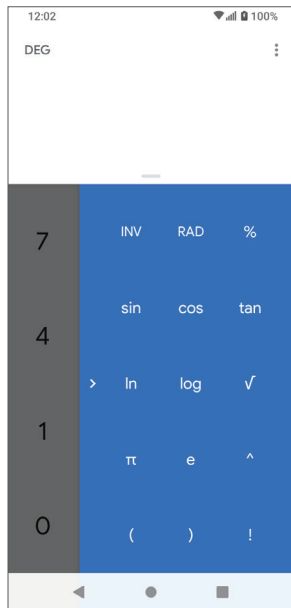 12:02 100%
DEG
7 INV RAD %
sin cos tan
4
ln log √
1
π e ^
0 ( ) !